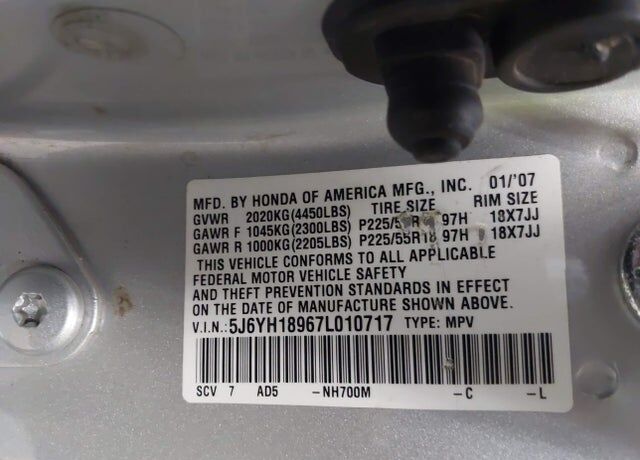 MFD. BY HONDA OF AMERICA MFG., INC. 01/'07
GVWR 2020KG(4450LBS) TIRE SIZE RIM SIZE
GAWR F 1045KG(2300LBS) P225/55R18 97H 18X7JJ
GAWR R 1000KG(2205LBS) P225/55R18 97H 18X7JJ
THIS VEHICLE CONFORMS TO ALL APPLICABLE
FEDERAL MOTOR VEHICLE SAFETY
AND THEFT PREVENTION STANDARDS IN EFFECT
ON THE DATE OF MANUFACTURE SHOWN ABOVE.
V.I.N.:5J6YH18967L010717 TYPE: MPV
SCV 7 AD5 -NH700M -C -L